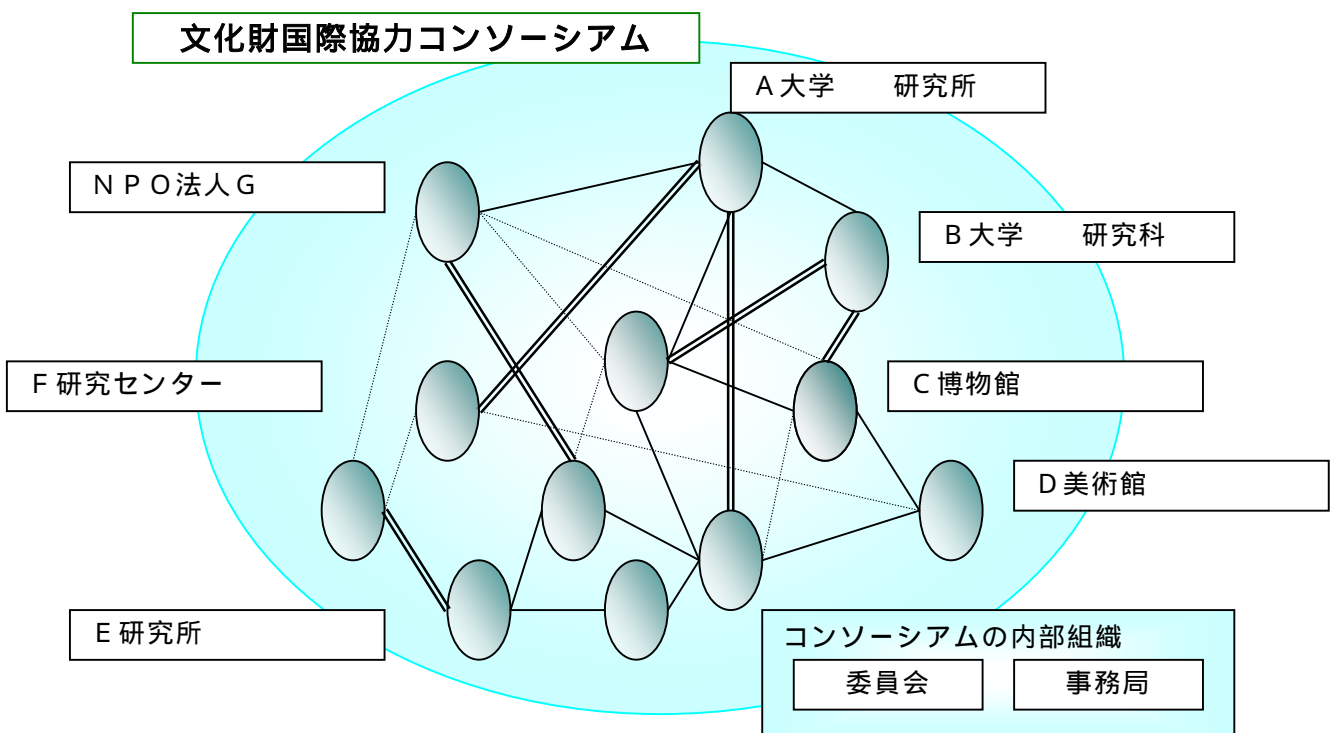 文化財国際協力コンソーシアム
Ａ大学　　研究所
ＮＰＯ法人Ｇ
Ｂ大学　　研究科
Ｆ研究センター
Ｃ博物館
Ｄ美術館
Ｅ研究所
コンソーシアムの内部組織
委員会
事務局